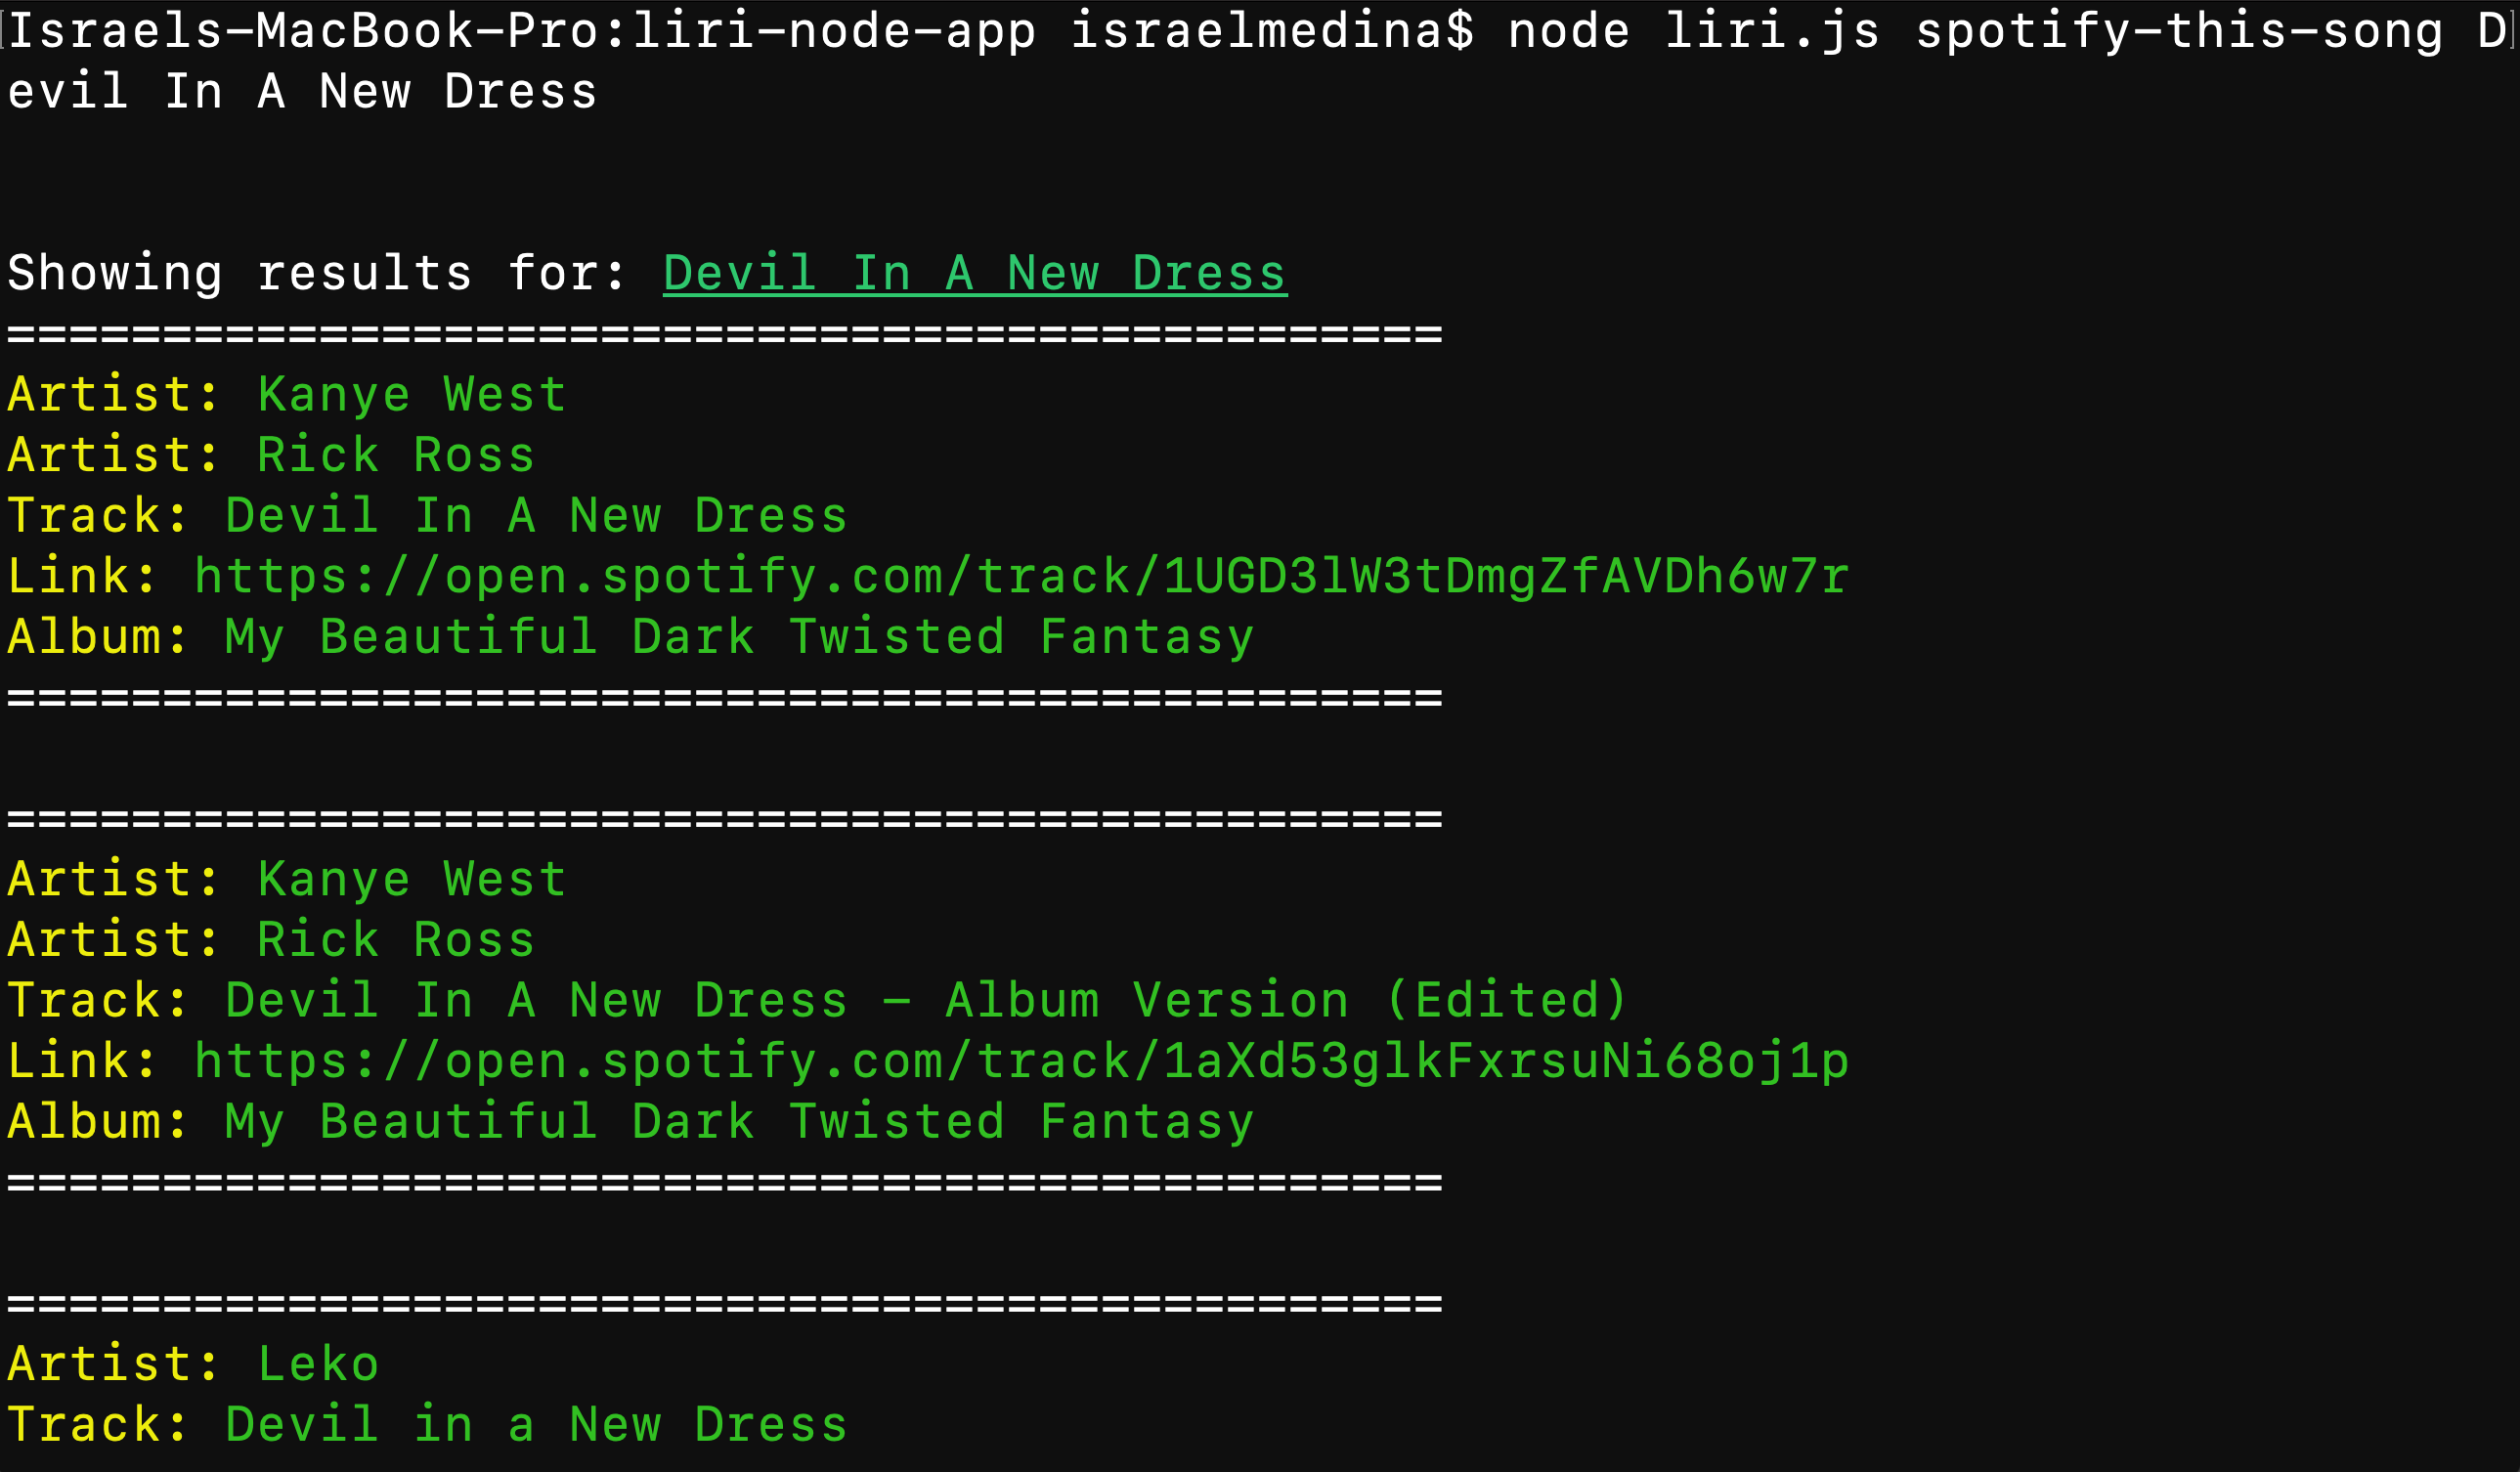 Israels-MacBook-Pro:liri-node-app israelmedina$ node liri.js spotify-this-song D
evil In A New Dress
Showing results for: Devil In A New Dress
==============================================
Artist: Kanye West
Artist: Rick Ross
Track: Devil In A New Dress
Link: https://open.spotify.com/track/1UGD3lW3tDmgZfAVDh6w7r
Album: My Beautiful Dark Twisted Fantasy
==============================================
==============================================
Artist: Kanye West
Artist: Rick Ross
Track: Devil In A New Dress - Album Version (Edited)
Link: https://open.spotify.com/track/1aXd53glkFxrsuNi68oj1p
Album: My Beautiful Dark Twisted Fantasy
==============================================
==============================================
Artist: Leko
Track: Devil in a New Dress